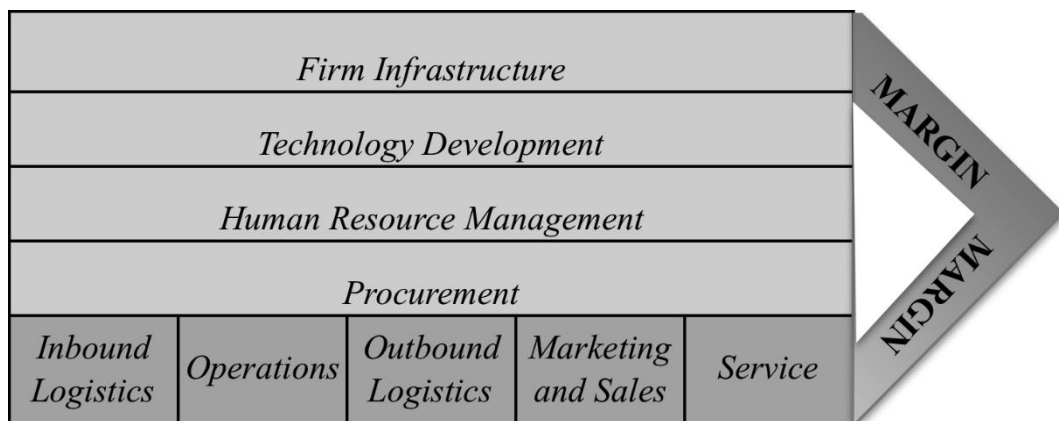 Firm Infrastructure
Technology Development
Human Resource Management
Procurement
Inbound
Logistics
Operations
Outbound
Logistics
Marketing
and Sales
Service
MARGIN
MARGIN